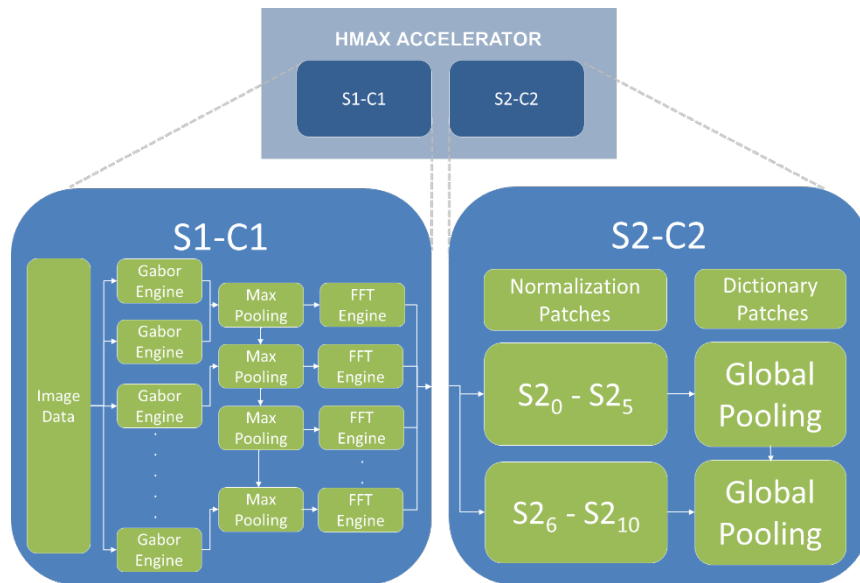 HMAX ACCELERATOR
S1-C1
S2-C2
S1-C1
Image
Data
Gabor
Engine
Gabor
Engine
Gabor
Engine
Gabor
Engine
Max
Pooling
Max
Pooling
Max
Pooling
Max
Pooling
FFT
Engine
FFT
Engine
FFT
Engine
FFT
Engine
S2-C2
Normalization
Patches
Dictionary
Patches
S2₀ - S2₅
Global
Pooling
S2₆ - S2₁₀
Global
Pooling